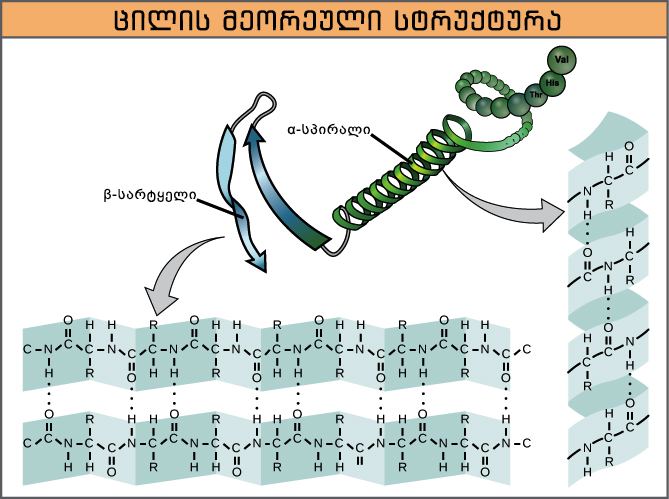 ცილის მეორეული სტრუქტურა
Val
His
Thr
α-სპირალი
β-სარტყელი
O H H R O H H R O H H R O H H
C N C C N C C N C C N C C N C C N C C N C C N C C
H R O H H R O H H R O H H R O
O H H R O H H R O H H R O H H
C C N C C N C C N C C N C C N C C N C C N C C N C
H R O H H R O H H R O H H R O
O
H C
C
N R
H
O H
C N C
H R
O
H C N
C H
R
O
H C
C
N R
H